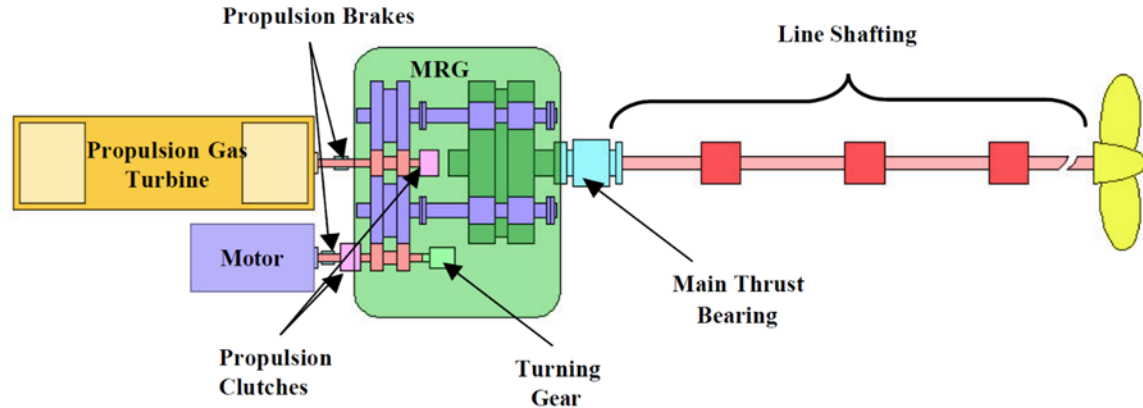 Propulsion Brakes
Line Shafting
MRG
Propulsion Gas
Turbine
Motor
Main Thrust
Bearing
Propulsion
Clutches
Turning
Gear